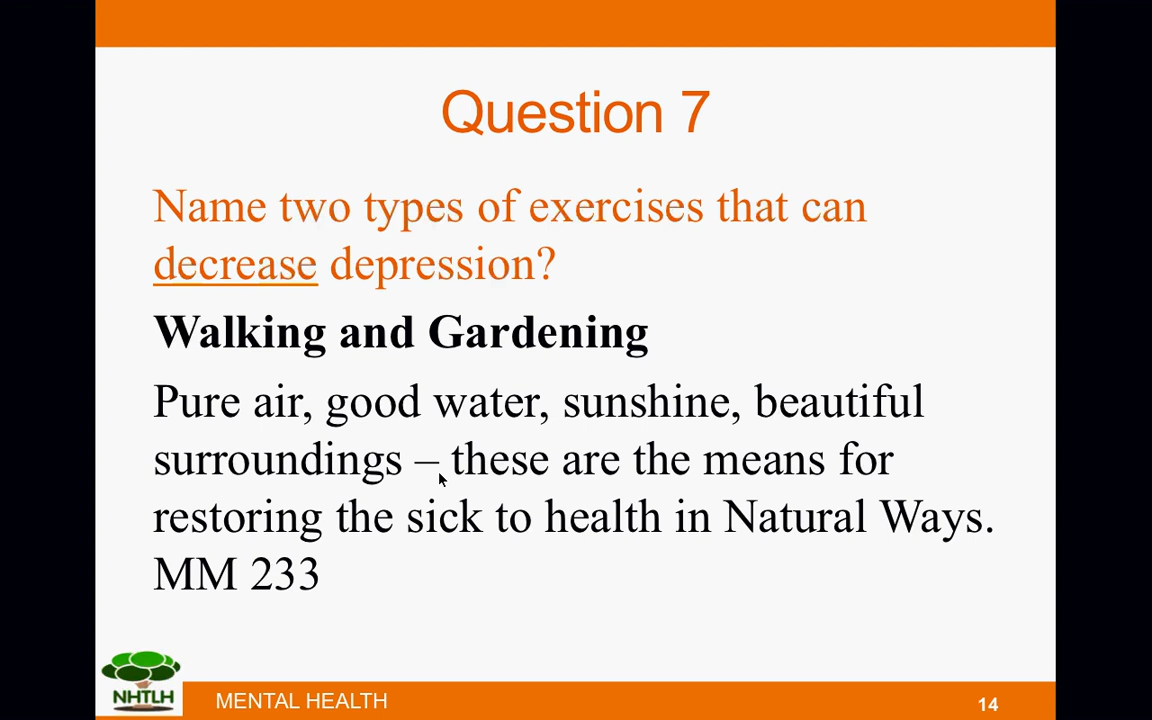 Question 7
Name two types of exercises that can
decrease depression?
Walking and Gardening
Pure air, good water, sunshine, beautiful
surroundings – these are the means for
restoring the sick to health in Natural Ways.
MM 233
NHTLH
MENTAL HEALTH
14